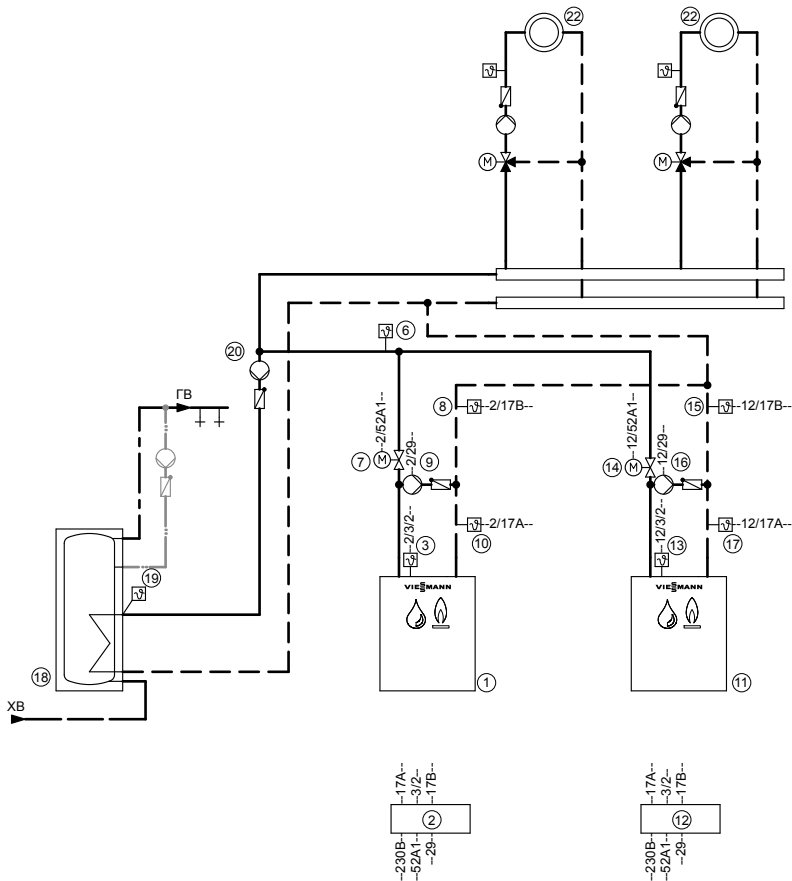 22
22
ϑ
ϑ
M
M
ϑ
6
20
ГВ
8
ϑ
--2/17B--
15
ϑ
--12/17B--
--2/52A1--
--12/52A1--
7
M
--2/29--
9
14
M
--12/29--
16
--2/3/2--
ϑ
--2/17A--
--12/3/2--
ϑ
--12/17A--
3
10
13
17
ϑ
ϑ
19
ϑ
VIESMANN
VIESMANN
18
1
11
ХВ
--17A--
--3/2--
--17B--
--17A--
--3/2--
--17B--
2
12
--230B--
--52A1--
--29--
--230B--
--52A1--
--29--